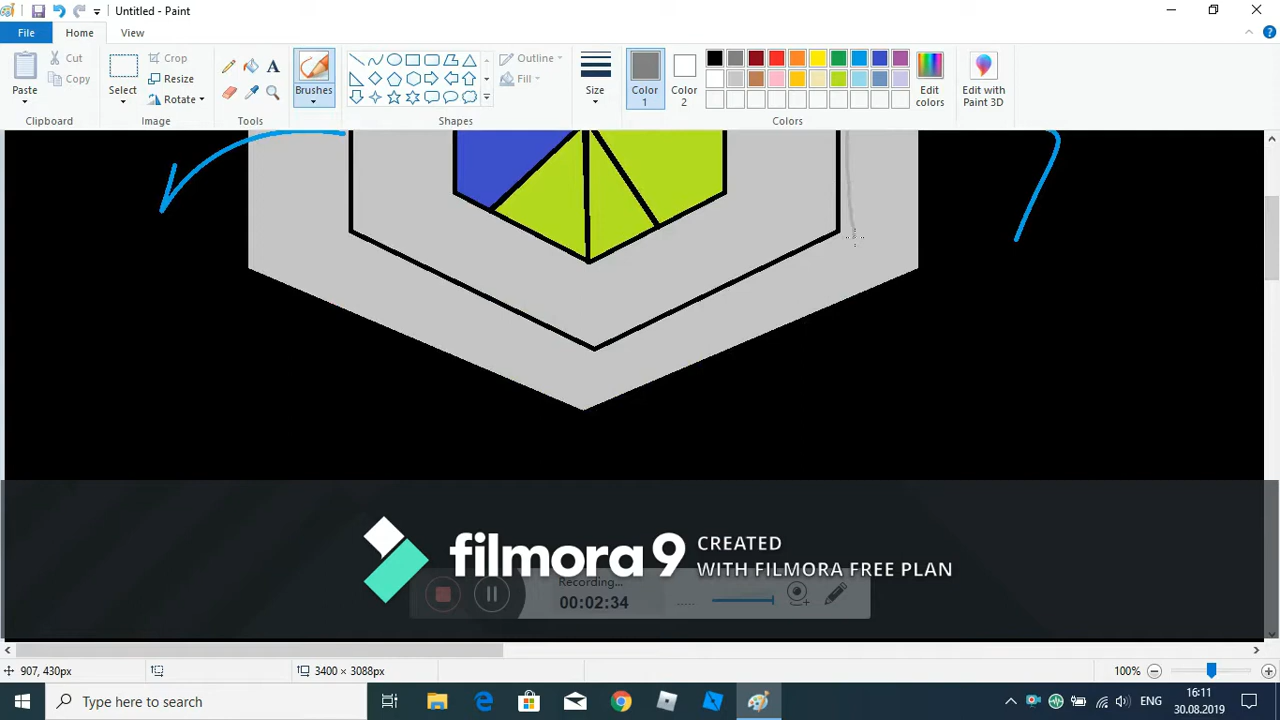 Untitled - Paint
File
Home
View
Paste
Cut
Copy
Clipboard
Select
Crop
Resize
Rotate
Image
Tools
Brushes
Shapes
Outline
Fill
Size
Color 1
Color 2
Edit colors
Edit with Paint 3D
Colors
filmora9
CREATED
WITH FILMORA FREE PLAN
Recording...
00:02:34
907, 430px
3400 × 3088px
100%
Type here to search
ENG
16:11
30.08.2019